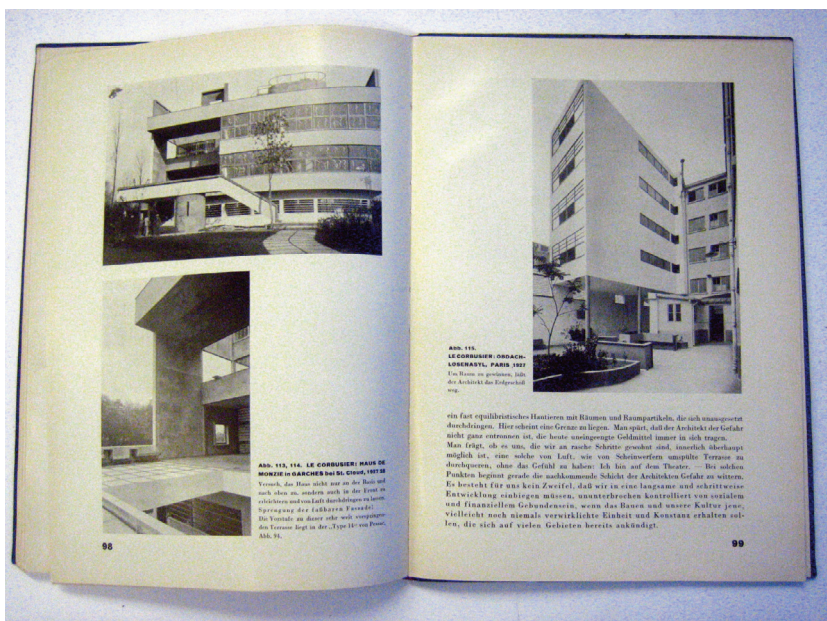 Abb. 113, 114. LE CORBUSIER: HAUS DE
MONZIE in GARCHES bei St. Cloud, 1927/28
Versuch, das Haus nicht nur an der Basis und
nach oben zu, sondern auch in der Front zu
erleichtern und von Luft durchdringen zu lassen.
Sprengung der faßbaren Fassade!
Die Vorstufe zu dieser sehr weit vorspringen-
den Terrasse liegt in der „Type 14“ von Pessac,
Abb. 94.
98
Abb. 115.
LE CORBUSIER: OBDACH-
LOSENASYL, PARIS 1927
Um Raum zu gewinnen, läßt
der Architekt das Erdgeschoß
weg.
ein fast equilibristisches Hantieren mit Räumen und Raumpartikeln, die sich unausgesetzt
durchdringen. Hier scheint eine Grenze zu liegen. Man spürt, daß der Architekt der Gefahr
nicht ganz entronnen ist, die heute uneingeengte Geldmittel immer in sich tragen.
Man frägt, ob es uns, die wir an rasche Schritte gewohnt sind, innerlich überhaupt
möglich ist, eine solche von Luft, wie von Scheinwerfern umspülte Terrasse zu
durchqueren, ohne das Gefühl zu haben: Ich bin auf dem Theater. — Bei solchen
Punkten beginnt gerade die nachkommende Schicht der Architekten Gefahr zu wittern.
Es besteht für uns kein Zweifel, daß wir in eine langsame und schrittweise
Entwicklung einbiegen müssen, ununterbrochen kontrolliert von sozialem
und finanziellem Gebundensein, wenn das Bauen und unsere Kultur jene,
vielleicht noch niemals verwirklichte Einheit und Konstanz erhalten sol-
len, die sich auf vielen Gebieten bereits ankündigt.
99